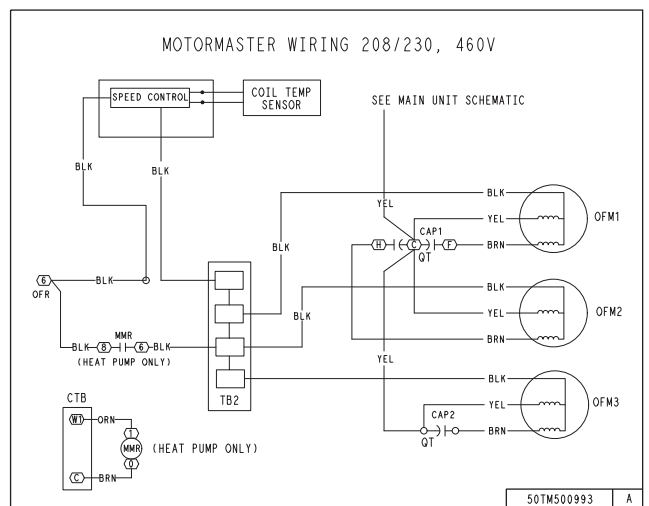 MOTORMASTER WIRING 208/230, 460V
SPEED CONTROL
COIL TEMP
SENSOR
SEE MAIN UNIT SCHEMATIC
BLK
BLK
BLK
YEL
BLK
YEL
BRN
OFM1
H
C
F
CAP1
QT
6
OFR
BLK
BLK
BLK
YEL
BRN
OFM2
BLK
8
MMR
6
BLK
(HEAT PUMP ONLY)
TB2
YEL
BLK
YEL
BRN
OFM3
CAP2
QT
CTB
W1
ORN
1
MMR
(HEAT PUMP ONLY)
0
C
BRN
50TM500993 A